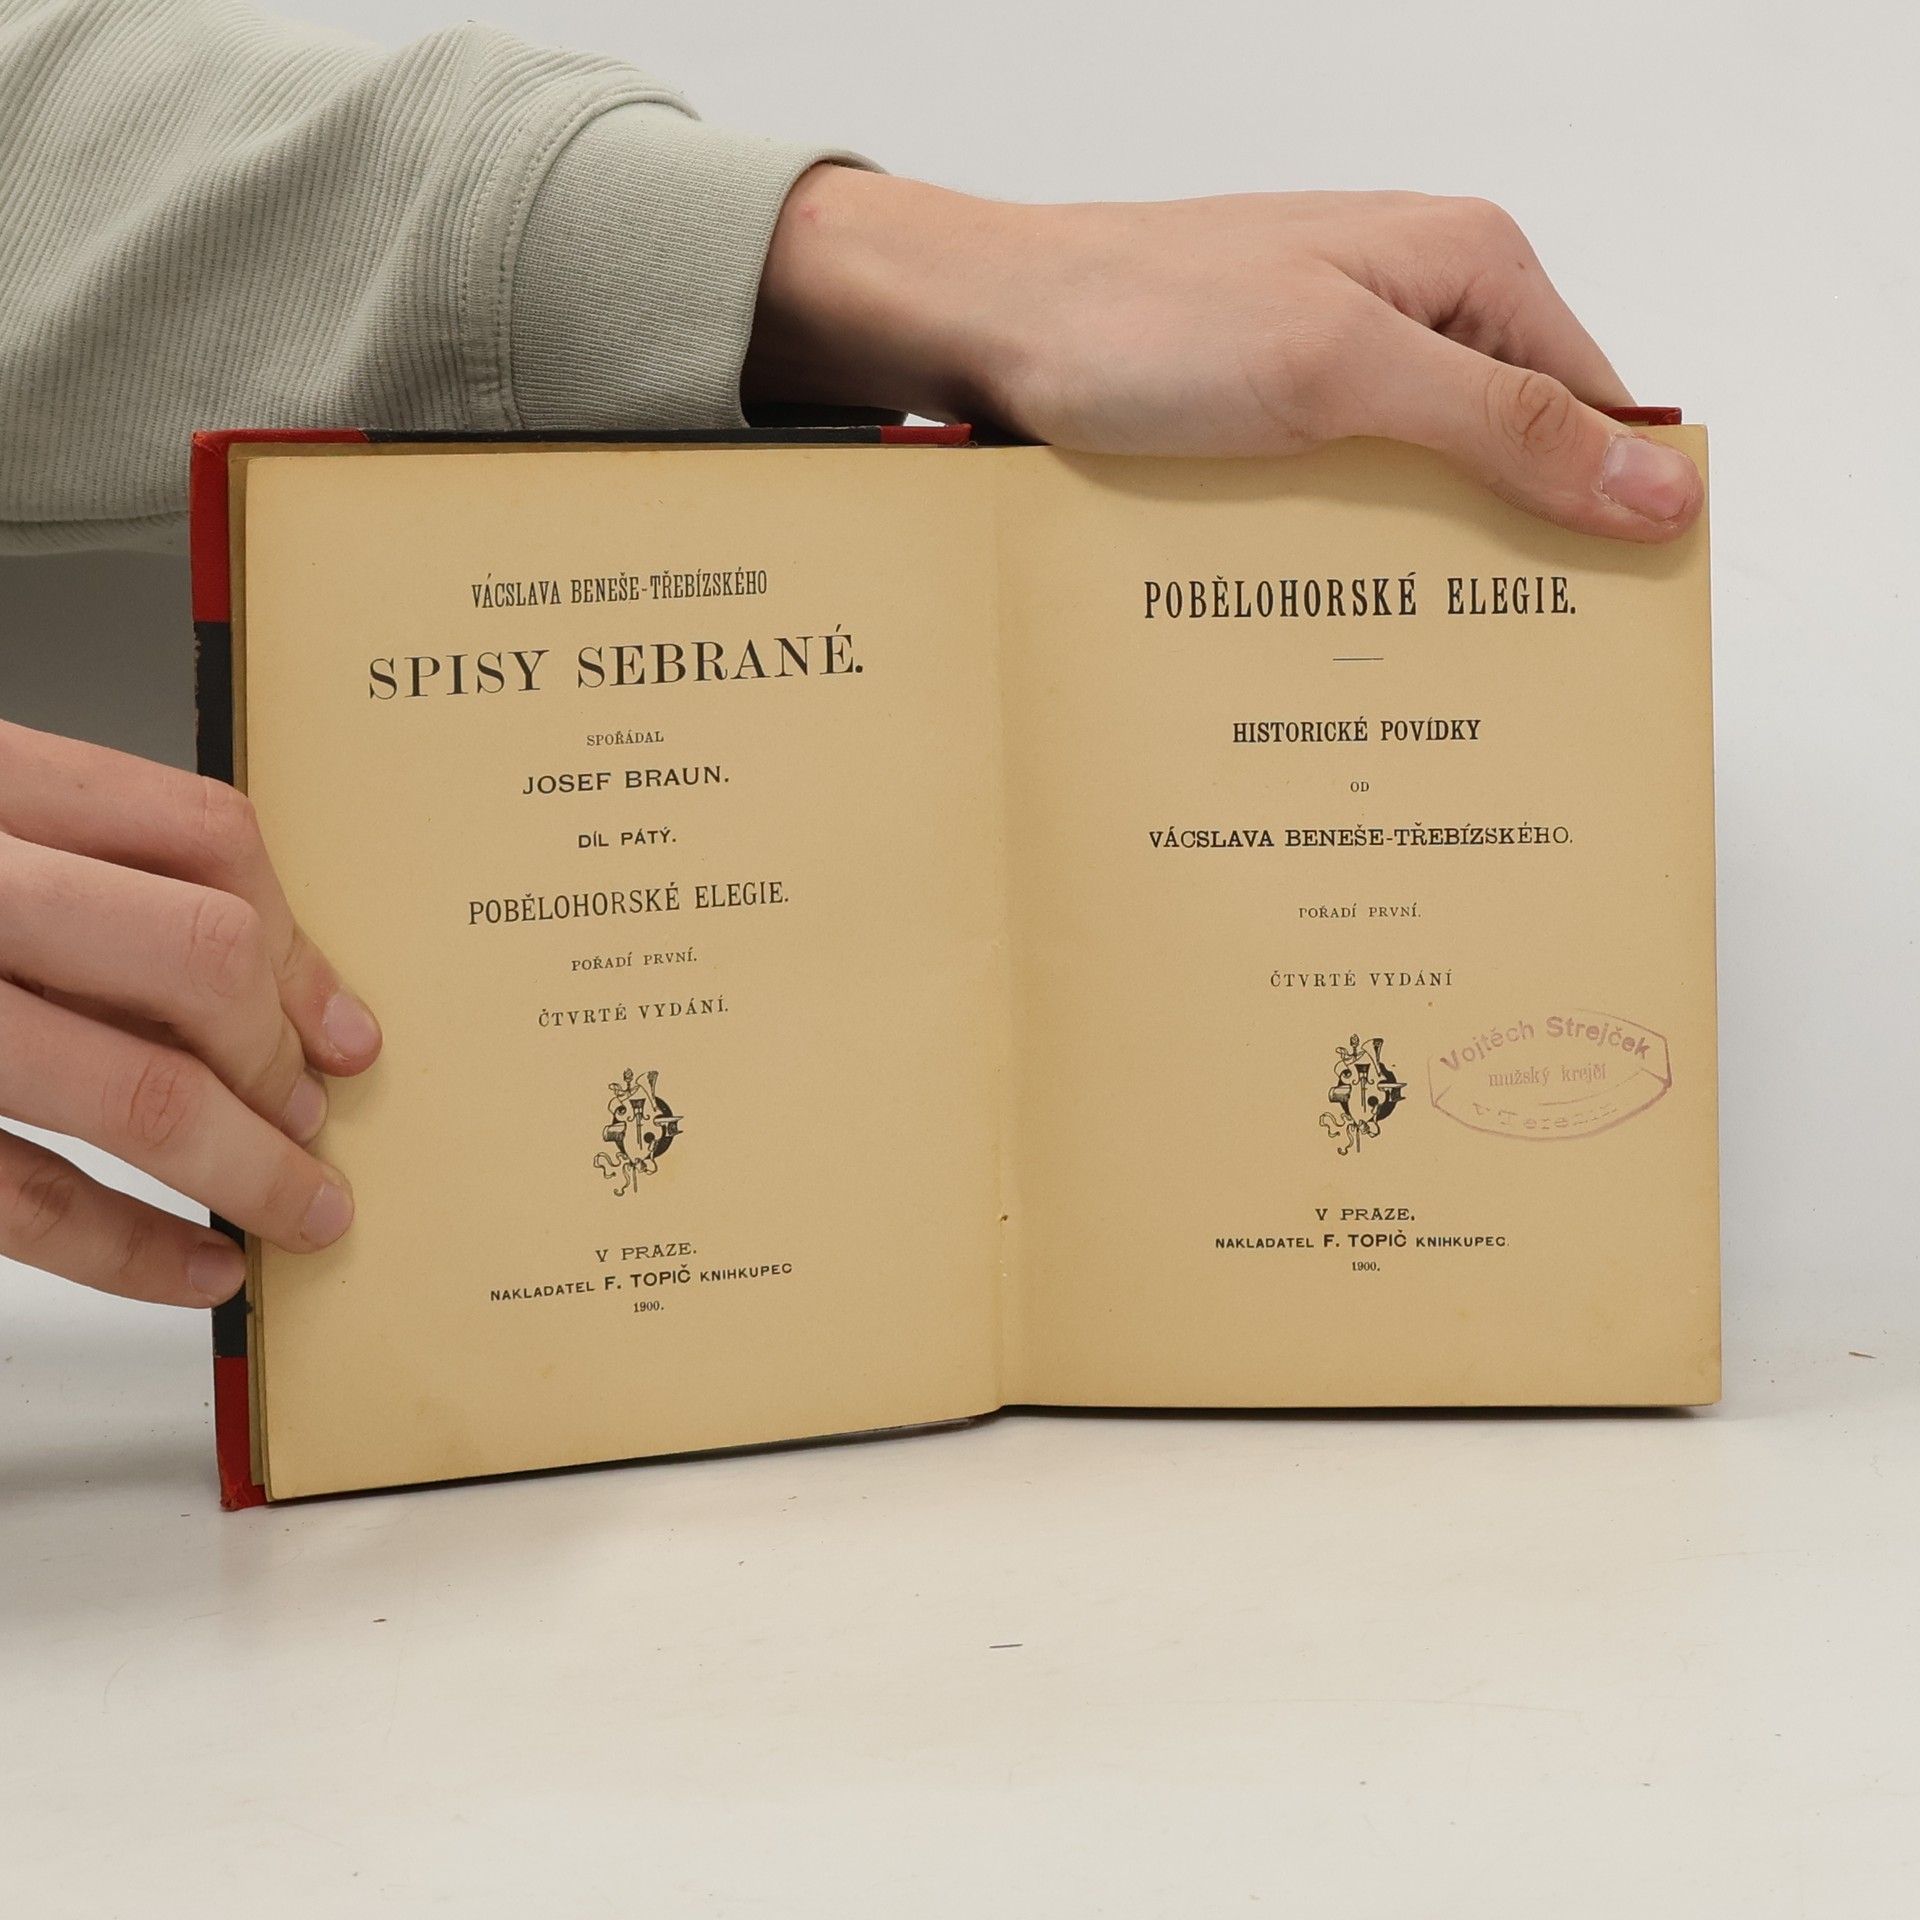 VÁCSLAVA BENEŠE-TŘEBÍZSKÉHO
SPISY SEBRANÉ.
SPOŘÁDAL
JOSEF BRAUN.
DÍL PÁTÝ.
POBĚLOHORSKÉ ELEGIE.
POŘADÍ PRVNÍ.
ČTVRTÉ VYDÁNÍ.
V PRAZE.
NAKLADATEL F. TOPIČ KNIHKUPEC
1900.
POBĚLOHORSKÉ ELEGIE.
HISTORICKÉ POVÍDKY
OD
VÁCSLAVA BENEŠE-TŘEBÍZSKÉHO.
POŘADÍ PRVNÍ.
ČTVRTÉ VYDÁNÍ
Vojtěch Strejček
mužský krejčí
v
V PRAZE.
NAKLADATEL F. TOPIČ KNIHKUPEC.
1900.